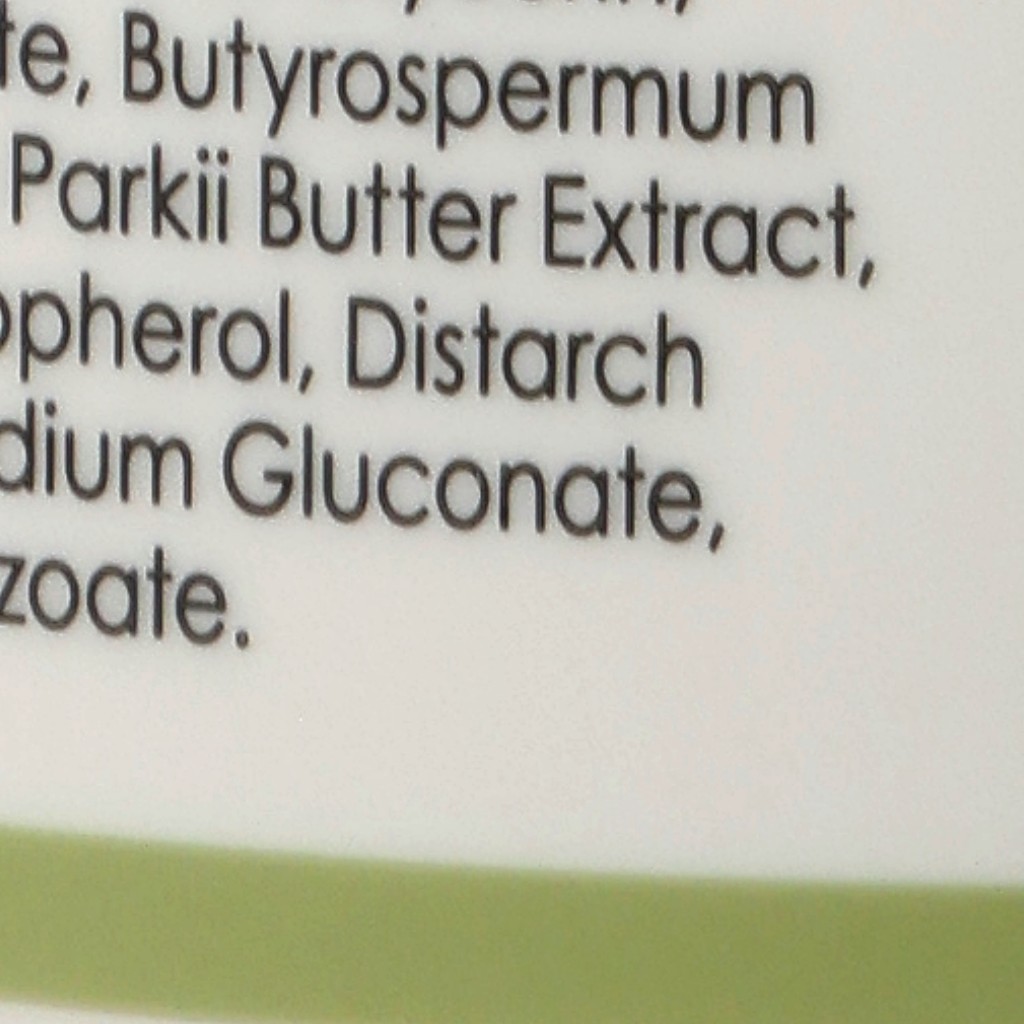 te, Butyrospermum
Parkii Butter Extract,
opherol, Distarch
dium Gluconate,
zoate.